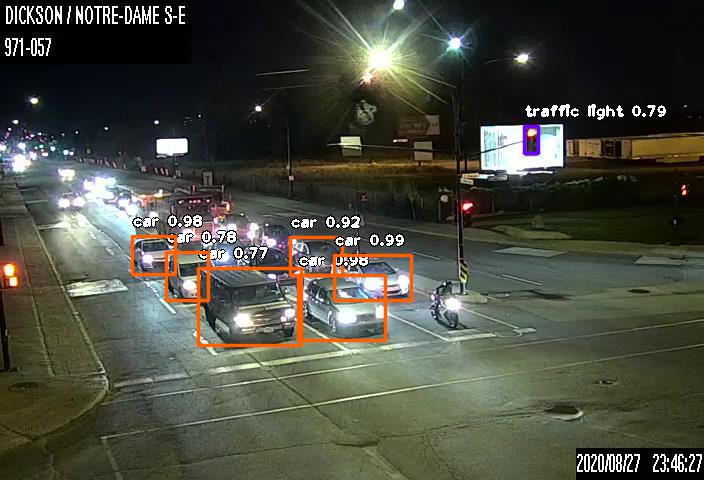 DICKSON / NOTRE-DAME S-E
971-057
traffic light 0.79
car 0.98
car 0.92
car 0.78
car 0.99
car 0.77
car 0.98
2020/08/27 23:46:27